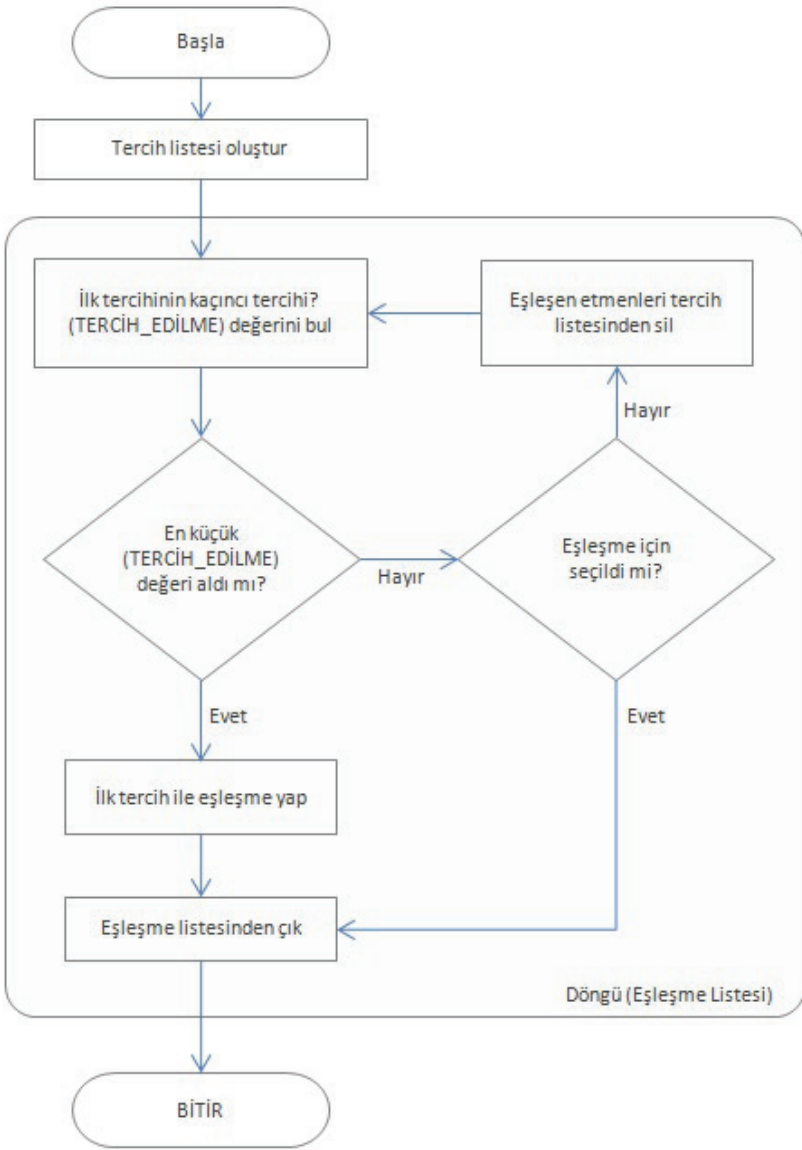 Başla
Tercih listesi oluştur
İlk tercihinin kaçıncı tercihi?
(TERCİH_EDİLME) değerini bul
Eşleşen etmenleri tercih
listesinden sil
Hayır
En küçük
(TERCİH_EDİLME)
değeri aldı mı?
Hayır
Eşleşme için
seçildi mi?
Evet
Evet
İlk tercih ile eşleşme yap
Eşleşme listesinden çık
Döngü (Eşleşme Listesi)
BİTİR